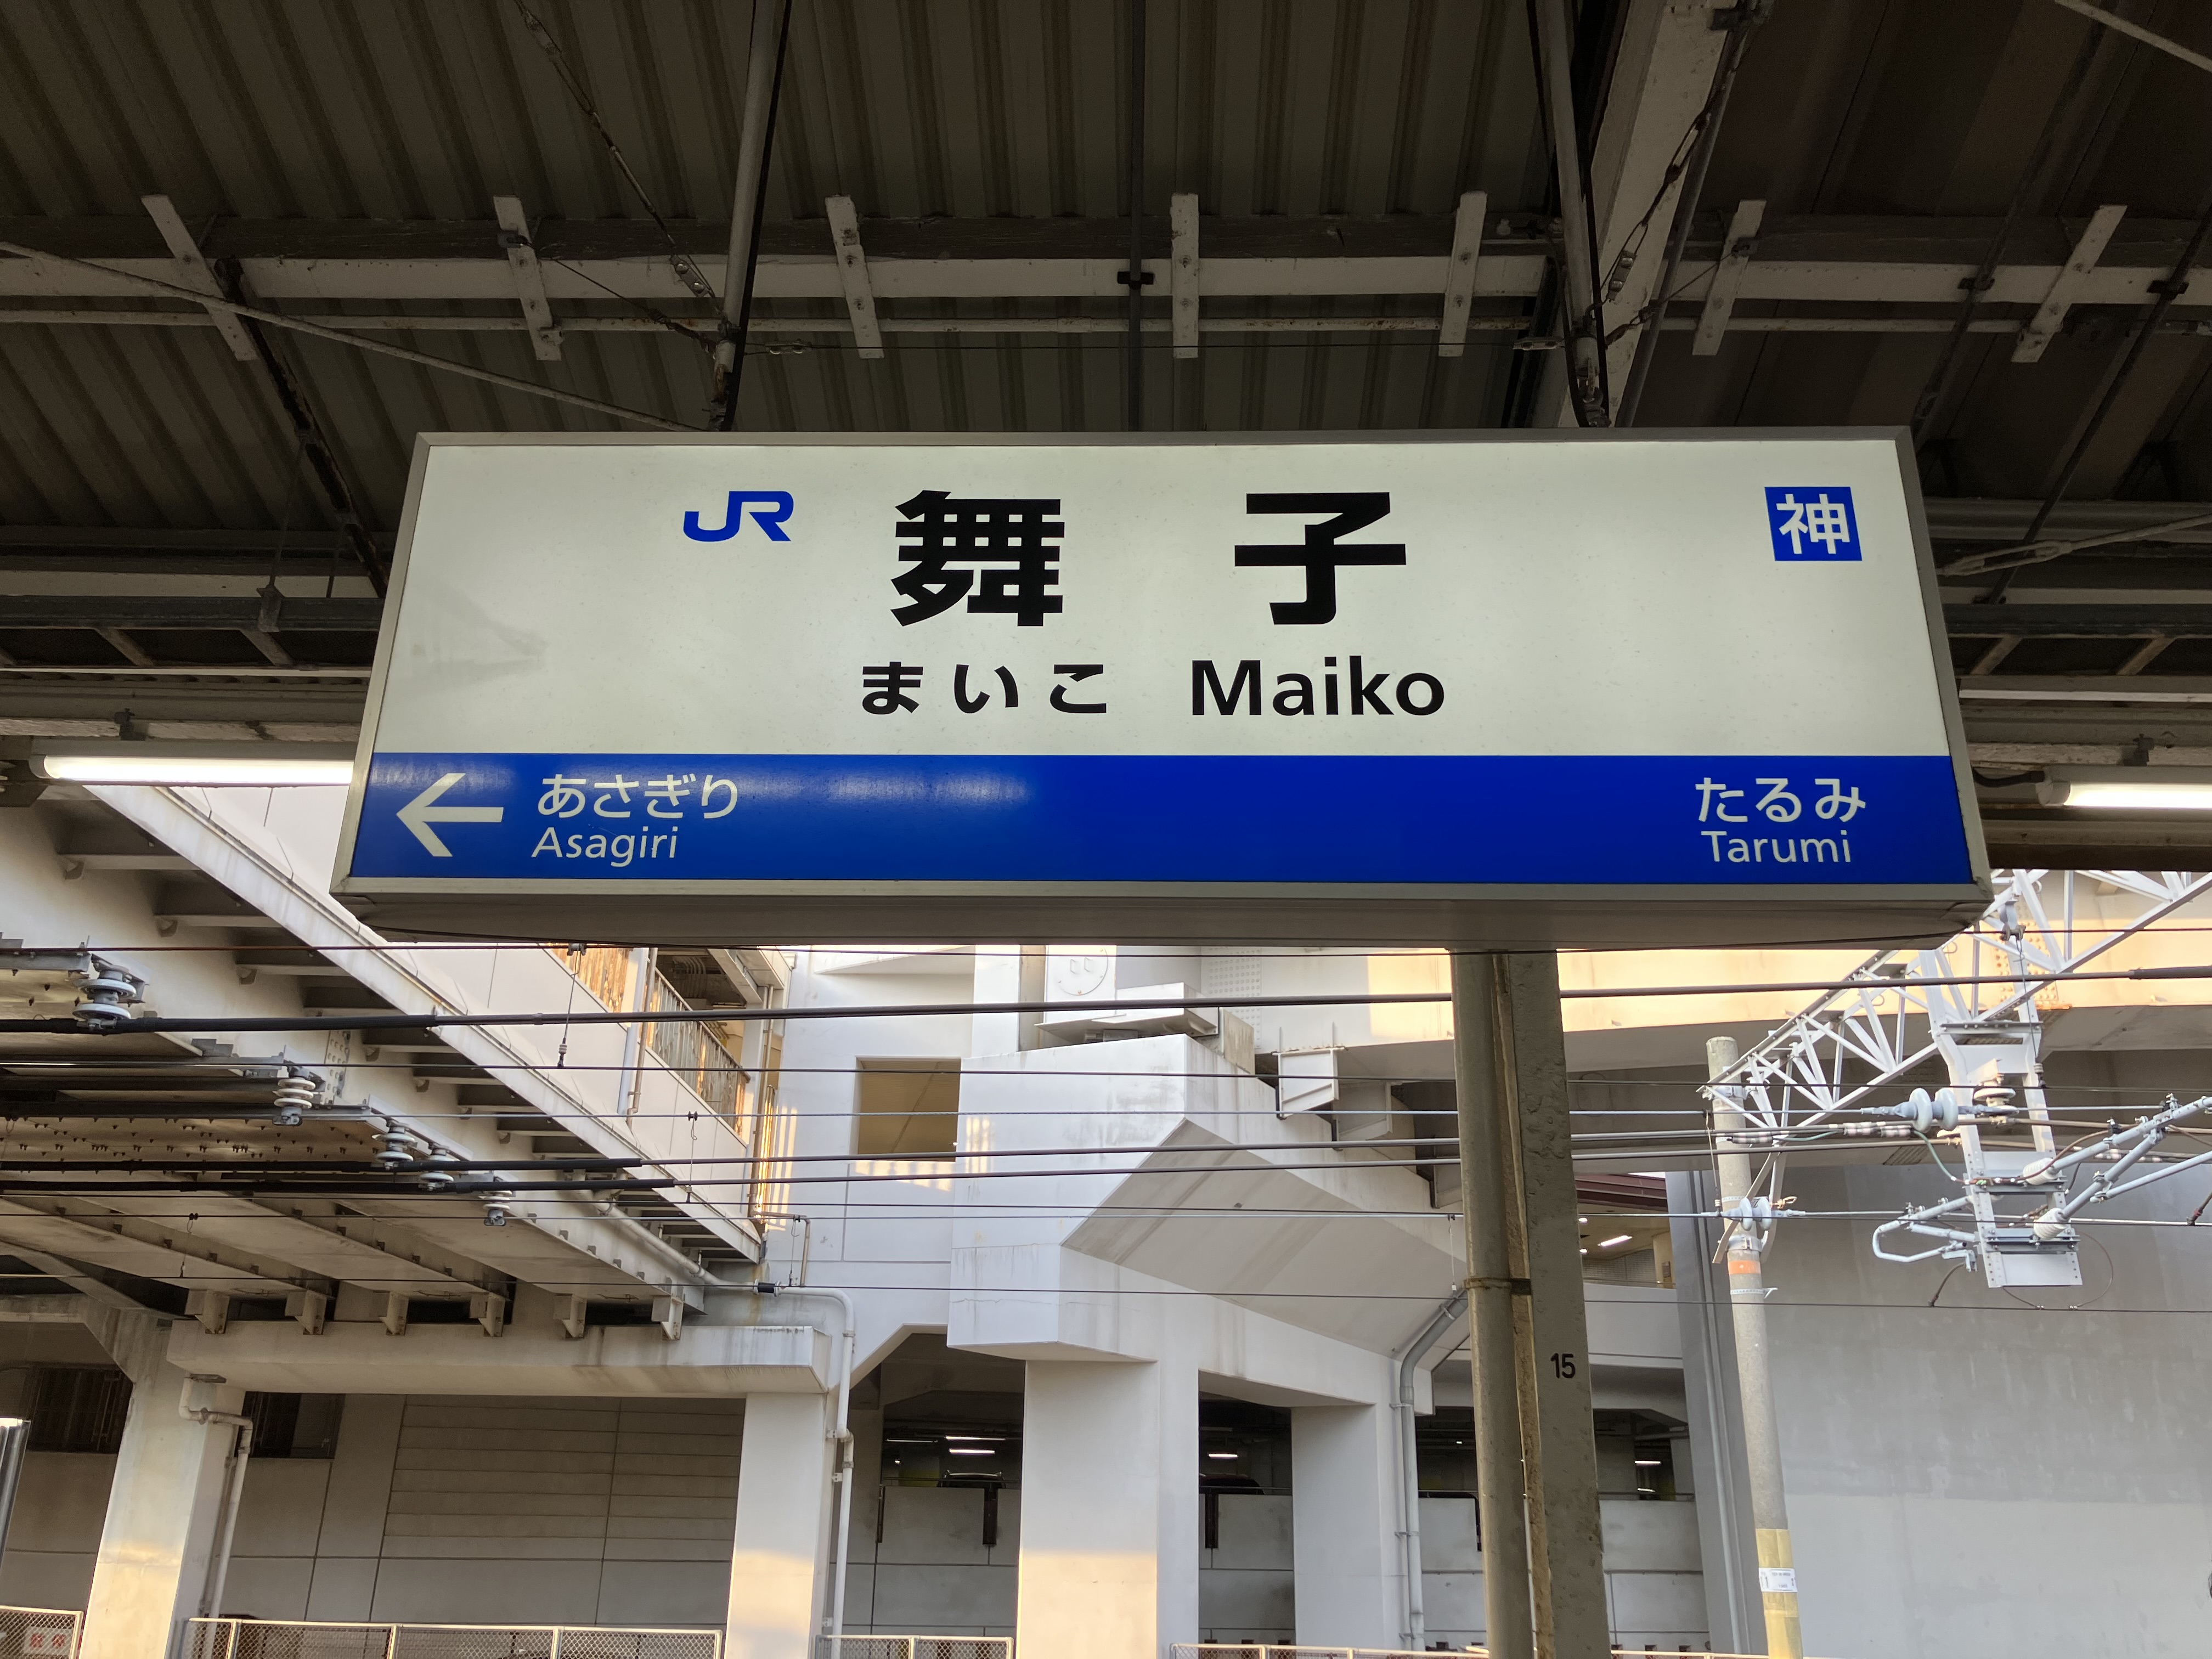 JR 舞子 神
まいこ Maiko
← あさぎり たるみ
Asagiri Tarumi
15